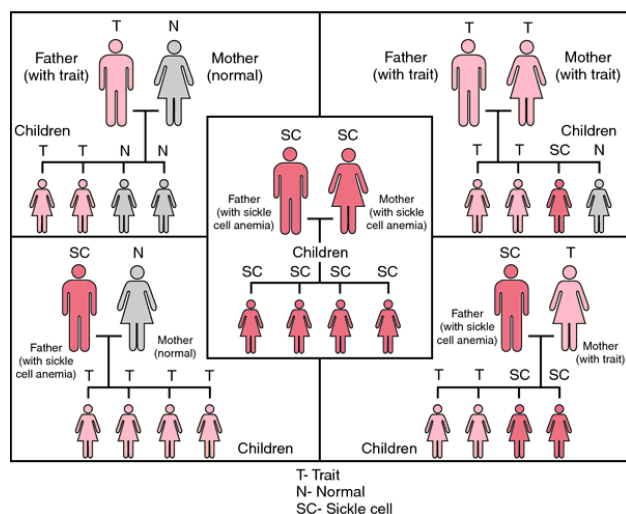 T N
Father
(with trait)
Mother
(normal)
Children
T T N N
T T
Father
(with trait)
Mother
(with trait)
Children
T T SC N
SC SC
Father
(with sickle
cell anemia)
Mother
(with sickle
cell anemia)
Children
SC SC SC SC
SC N
Father
(with sickle
cell anemia)
Mother
(normal)
T T T T
Children
SC T
Father
(with sickle
cell anemia)
Mother
(with trait)
T T SC SC
Children
T- Trait
N- Normal
SC- Sickle cell